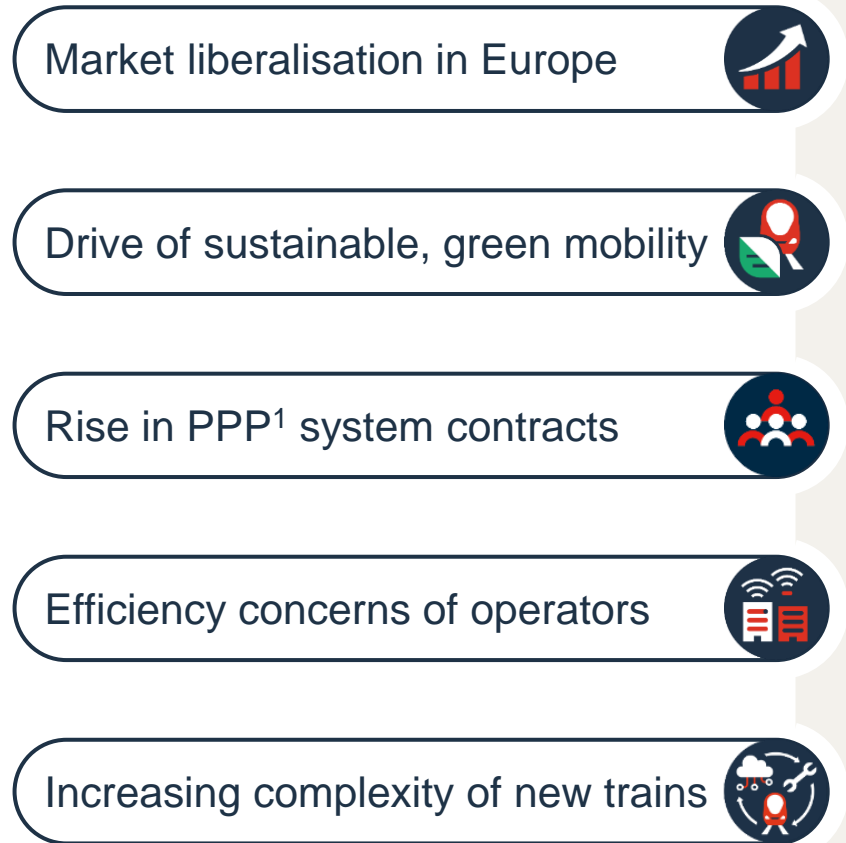 Market liberalisation in Europe
Drive of sustainable, green mobility
Rise in PPP¹ system contracts
Efficiency concerns of operators
Increasing complexity of new trains